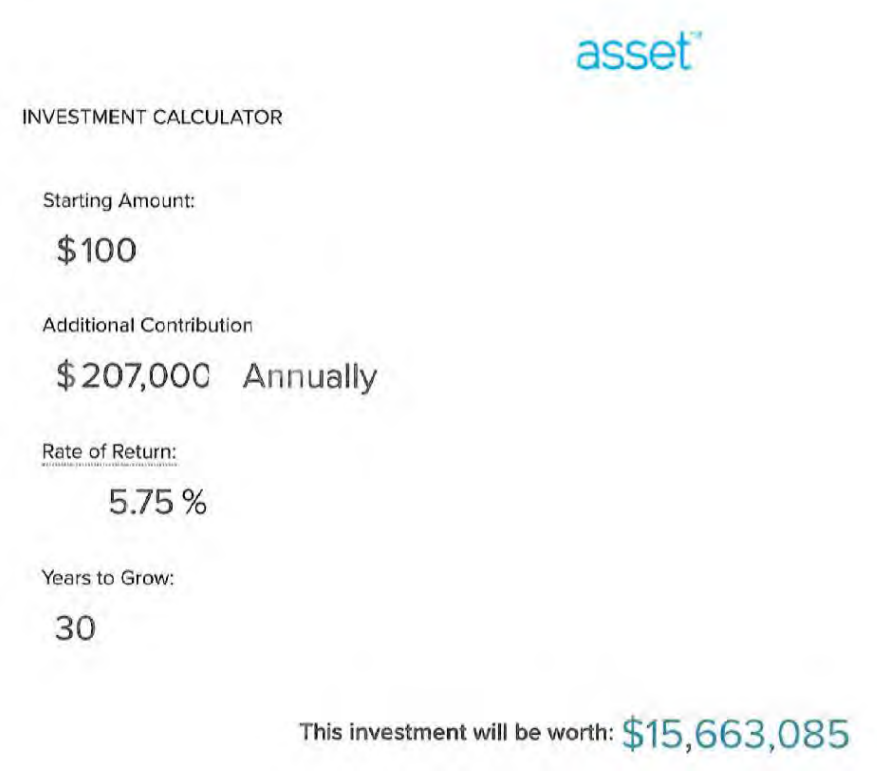 asset™
INVESTMENT CALCULATOR
Starting Amount:
$100
Additional Contribution
$207,000 Annually
Rate of Return:
5.75 %
Years to Grow:
30
This investment will be worth: $15,663,085